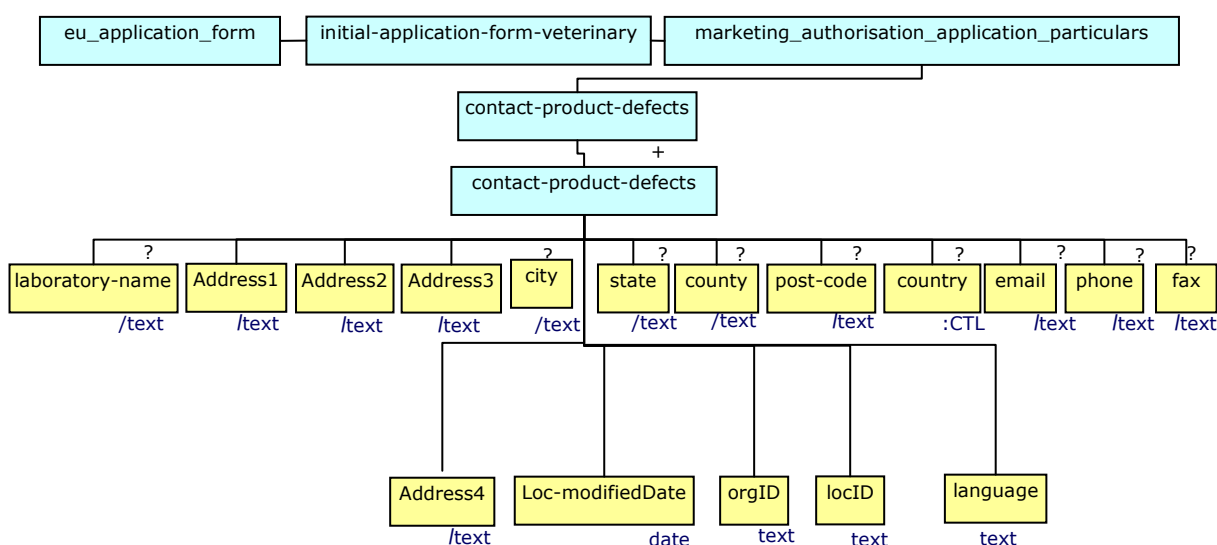 eu_application_form
initial-application-form-veterinary
marketing_authorisation_application_particulars
contact-product-defects
+
contact-product-defects
? ? ? ? ? ? ? ? ?
laboratory-name Address1 Address2 Address3 city state county post-code country email phone fax
/text /text /text /text /text /text /text /text :CTL /text /text /text
Address4 Loc-modifiedDate orgID locID language
/text date text text text